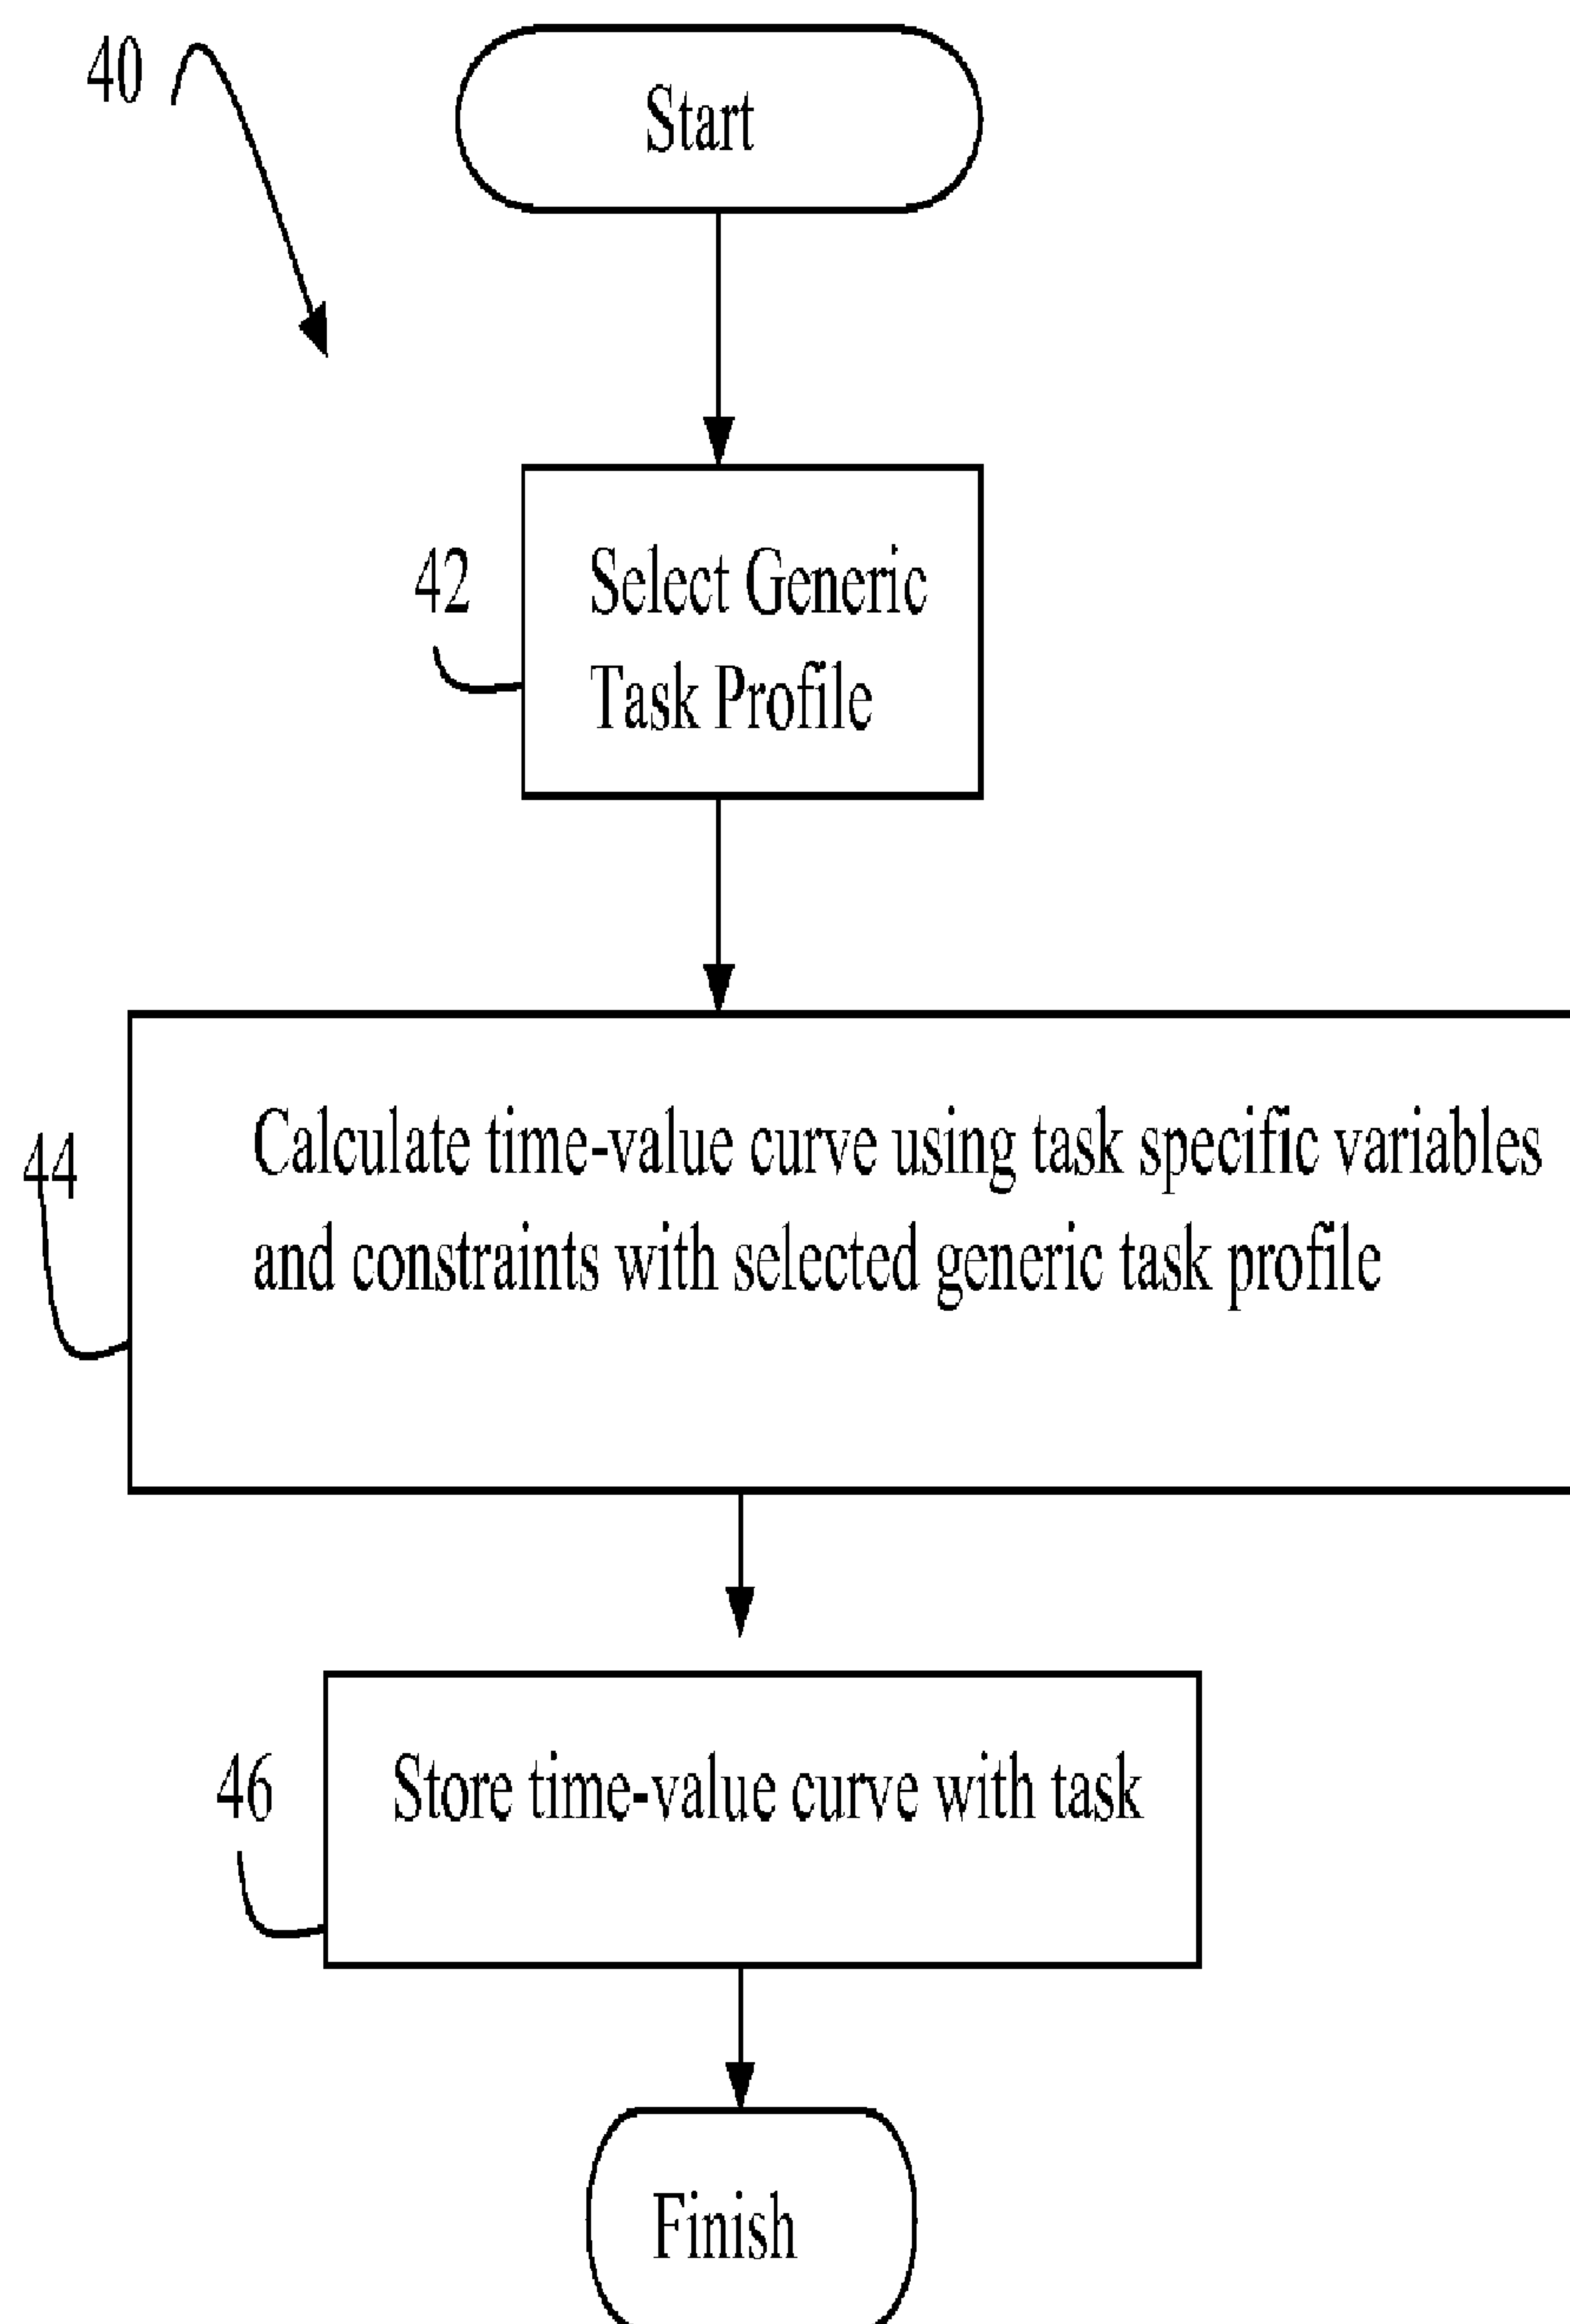 40
Start
42
Select Generic
Task Profile
44
Calculate time-value curve using task specific variables
and constraints with selected generic task profile
46
Store time-value curve with task
Finish